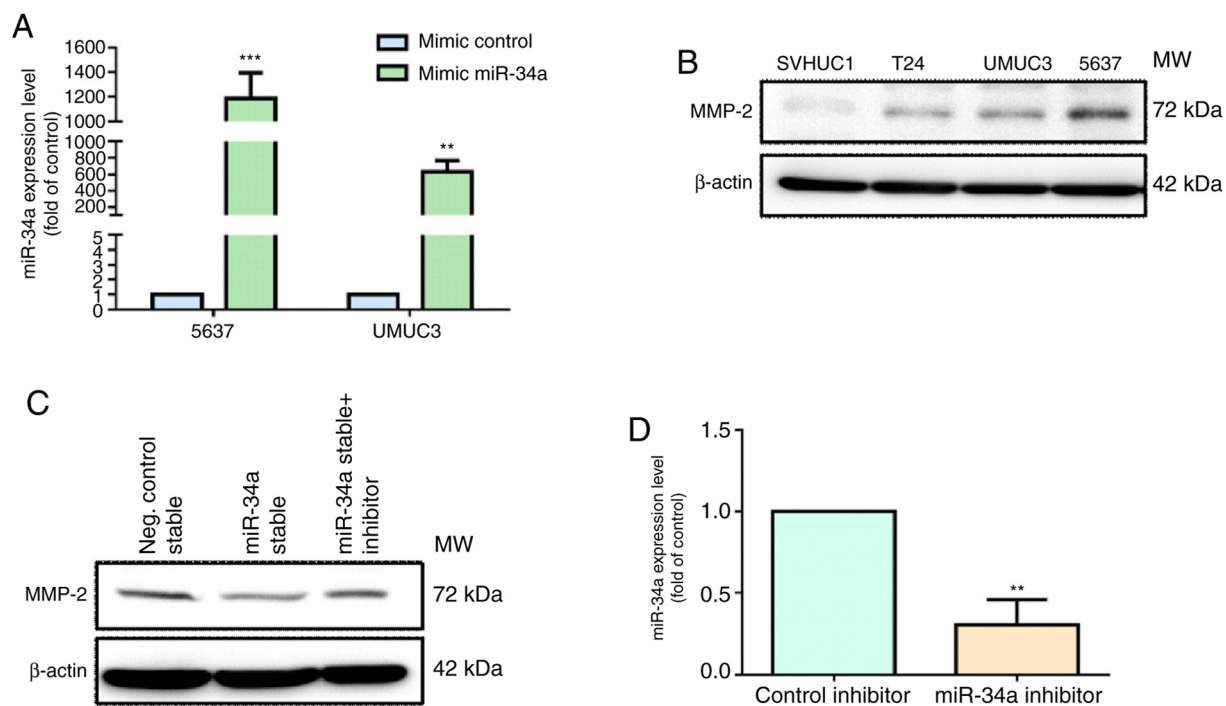 A
miR-34a expression level
(fold of control)
1600
1400
1200
1000
1000
800
600
400
200
5
4
3
2
1
0
***
**
Mimic control
Mimic miR-34a
5637 UMUC3
B
SVHUC1 T24 UMUC3 5637 MW
MMP-2 72 kDa
β-actin 42 kDa
C
Neg. control
stable
miR-34a
stable
miR-34a stable+
inhibitor
MW
MMP-2 72 kDa
β-actin 42 kDa
D
miR-34a expression level
(fold of control)
1.5
1.0
0.5
0.0
**
Control inhibitor miR-34a inhibitor